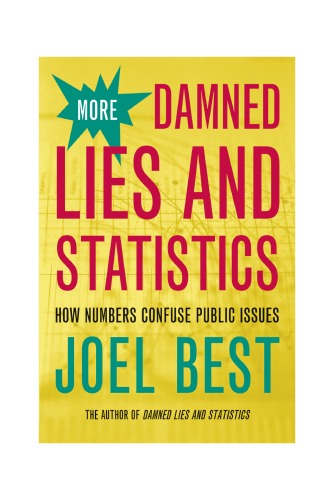 MORE DAMNED
LIES AND
STATISTICS
HOW NUMBERS CONFUSE PUBLIC ISSUES
JOEL BEST
THE AUTHOR OF DAMNED LIES AND STATISTICS